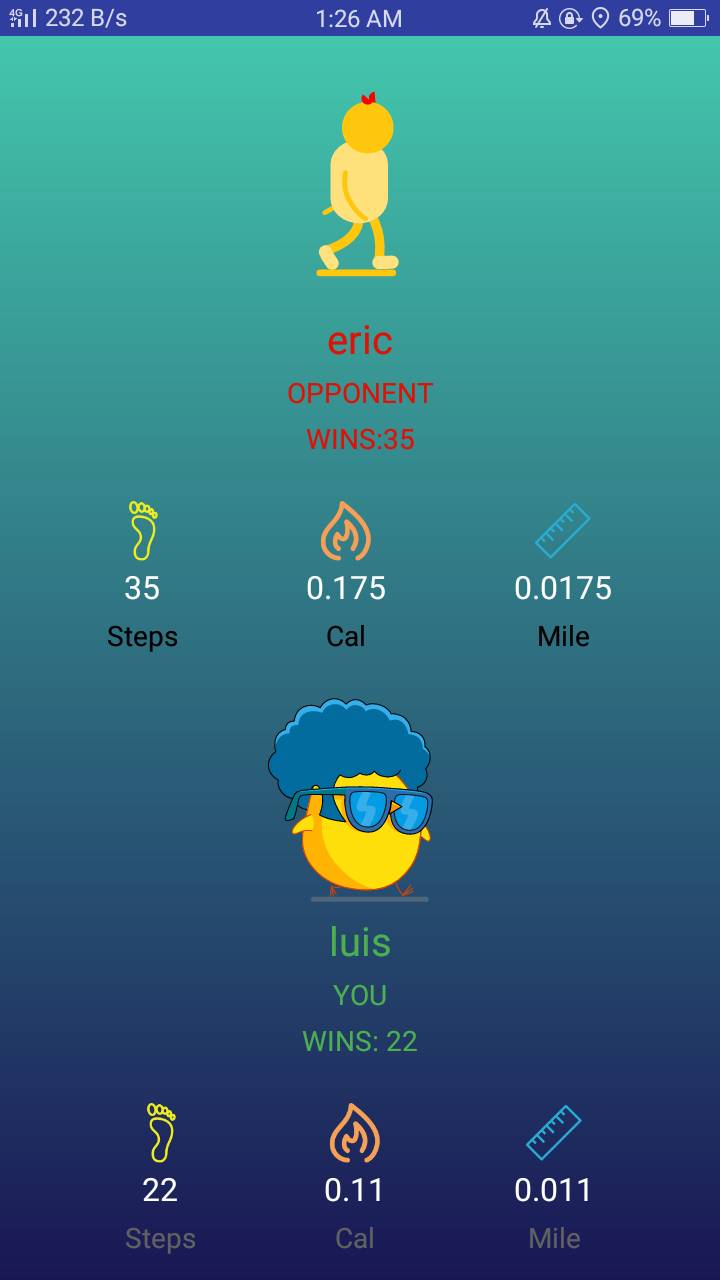 4G 232 B/s 1:26 AM 69%
eric
OPPONENT
WINS:35
35 0.175 0.0175
Steps Cal Mile
luis
YOU
WINS: 22
22 0.11 0.011
Steps Cal Mile